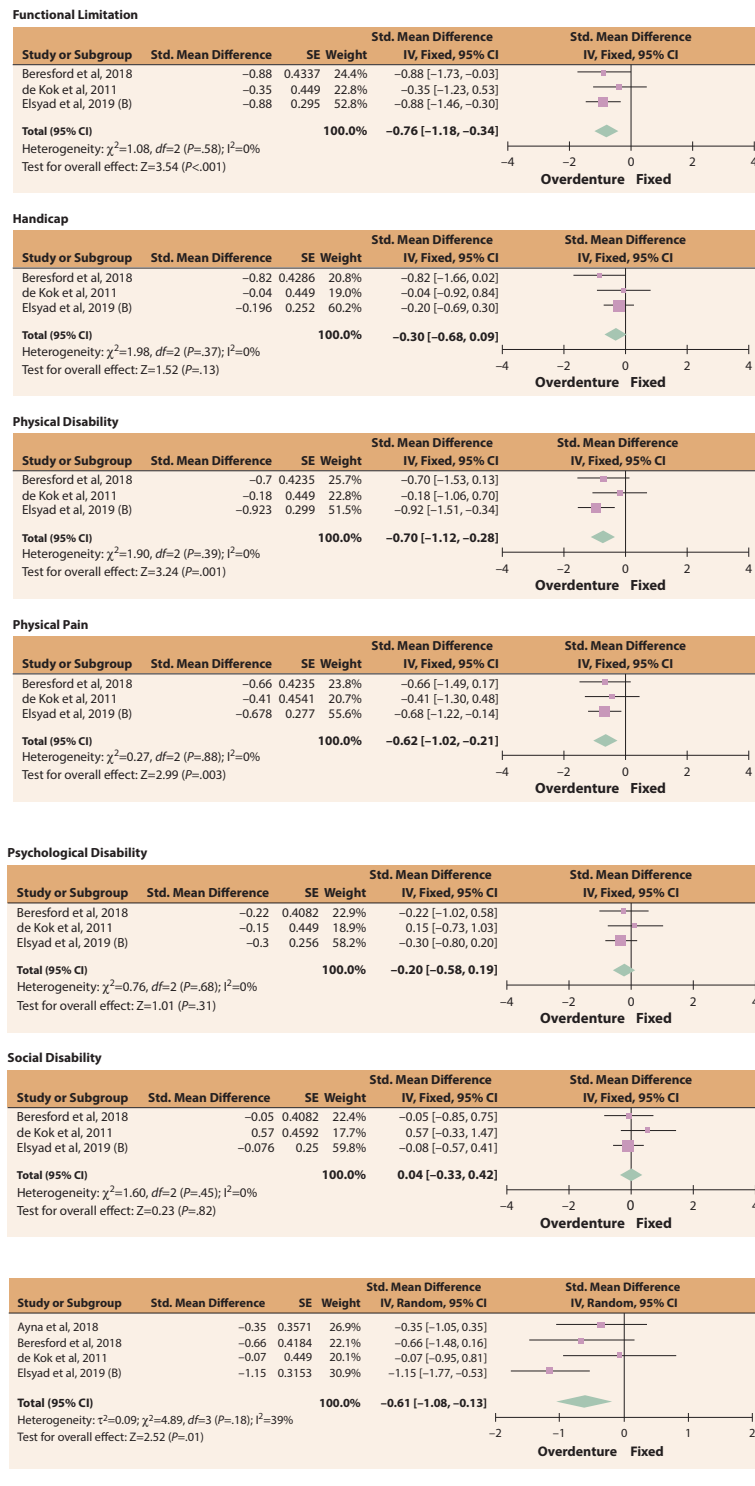 Functional Limitation
Std. Mean Difference Std. Mean Difference
Study or Subgroup Std. Mean Difference SE Weight IV, Fixed, 95% CI IV, Fixed, 95% CI
Beresford et al, 2018 –0.88 0.4337 24.4% –0.88 [–1.73, –0.03]
de Kok et al, 2011 –0.35 0.449 22.8% –0.35 [–1.23, 0.53]
Elsyad et al, 2019 (B) –0.88 0.295 52.8% –0.88 [–1.46, –0.30]
Total (95% CI) 100.0% –0.76 [–1.18, –0.34]
Heterogeneity: χ²=1.08, df=2 (P=.58); I²=0%
Test for overall effect: Z=3.54 (P<.001)
–4 –2 0 2 4
Overdenture Fixed
Handicap
Std. Mean Difference Std. Mean Difference
Study or Subgroup Std. Mean Difference SE Weight IV, Fixed, 95% CI IV, Fixed, 95% CI
Beresford et al, 2018 –0.82 0.4286 20.8% –0.82 [–1.66, 0.02]
de Kok et al, 2011 –0.04 0.449 19.0% –0.04 [–0.92, 0.84]
Elsyad et al, 2019 (B) –0.196 0.252 60.2% –0.20 [–0.69, 0.30]
Total (95% CI) 100.0% –0.30 [–0.68, 0.09]
Heterogeneity: χ²=1.98, df=2 (P=.37); I²=0%
Test for overall effect: Z=1.52 (P=.13)
–4 –2 0 2 4
Overdenture Fixed
Physical Disability
Std. Mean Difference Std. Mean Difference
Study or Subgroup Std. Mean Difference SE Weight IV, Fixed, 95% CI IV, Fixed, 95% CI
Beresford et al, 2018 –0.7 0.4235 25.7% –0.70 [–1.53, 0.13]
de Kok et al, 2011 –0.18 0.449 22.8% –0.18 [–1.06, 0.70]
Elsyad et al, 2019 (B) –0.923 0.299 51.5% –0.92 [–1.51, –0.34]
Total (95% CI) 100.0% –0.70 [–1.12, –0.28]
Heterogeneity: χ²=1.90, df=2 (P=.39); I²=0%
Test for overall effect: Z=3.24 (P=.001)
–4 –2 0 2 4
Overdenture Fixed
Physical Pain
Std. Mean Difference Std. Mean Difference
Study or Subgroup Std. Mean Difference SE Weight IV, Fixed, 95% CI IV, Fixed, 95% CI
Beresford et al, 2018 –0.66 0.4235 23.8% –0.66 [–1.49, 0.17]
de Kok et al, 2011 –0.41 0.4541 20.7% –0.41 [–1.30, 0.48]
Elsyad et al, 2019 (B) –0.678 0.277 55.6% –0.68 [–1.22, –0.14]
Total (95% CI) 100.0% –0.62 [–1.02, –0.21]
Heterogeneity: χ²=0.27, df=2 (P=.88); I²=0%
Test for overall effect: Z=2.99 (P=.003)
–4 –2 0 2 4
Overdenture Fixed
Psychological Disability
Std. Mean Difference Std. Mean Difference
Study or Subgroup Std. Mean Difference SE Weight IV, Fixed, 95% CI IV, Fixed, 95% CI
Beresford et al, 2018 –0.22 0.4082 22.9% –0.22 [–1.02, 0.58]
de Kok et al, 2011 –0.15 0.449 18.9% 0.15 [–0.73, 1.03]
Elsyad et al, 2019 (B) –0.3 0.256 58.2% –0.30 [–0.80, 0.20]
Total (95% CI) 100.0% –0.20 [–0.58, 0.19]
Heterogeneity: χ²=0.76, df=2 (P=.68); I²=0%
Test for overall effect: Z=1.01 (P=.31)
–4 –2 0 2 4
Overdenture Fixed
Social Disability
Std. Mean Difference Std. Mean Difference
Study or Subgroup Std. Mean Difference SE Weight IV, Fixed, 95% CI IV, Fixed, 95% CI
Beresford et al, 2018 –0.05 0.4082 22.4% –0.05 [–0.85, 0.75]
de Kok et al, 2011 0.57 0.4592 17.7% 0.57 [–0.33, 1.47]
Elsyad et al, 2019 (B) –0.076 0.25 59.8% –0.08 [–0.57, 0.41]
Total (95% CI) 100.0% 0.04 [–0.33, 0.42]
Heterogeneity: χ²=1.60, df=2 (P=.45); I²=0%
Test for overall effect: Z=0.23 (P=.82)
–4 –2 0 2 4
Overdenture Fixed
Std. Mean Difference Std. Mean Difference
Study or Subgroup Std. Mean Difference SE Weight IV, Random, 95% CI IV, Random, 95% CI
Ayna et al, 2018 –0.35 0.3571 26.9% –0.35 [–1.05, 0.35]
Beresford et al, 2018 –0.66 0.4184 22.1% –0.66 [–1.48, 0.16]
de Kok et al, 2011 –0.07 0.449 20.1% –0.07 [–0.95, 0.81]
Elsyad et al, 2019 (B) –1.15 0.3153 30.9% –1.15 [–1.77, –0.53]
Total (95% CI) 100.0% –0.61 [–1.08, –0.13]
Heterogeneity: τ²=0.09; χ²=4.89, df=3 (P=.18); I²=39%
Test for overall effect: Z=2.52 (P=.01)
–2 –1 0 1 2
Overdenture Fixed